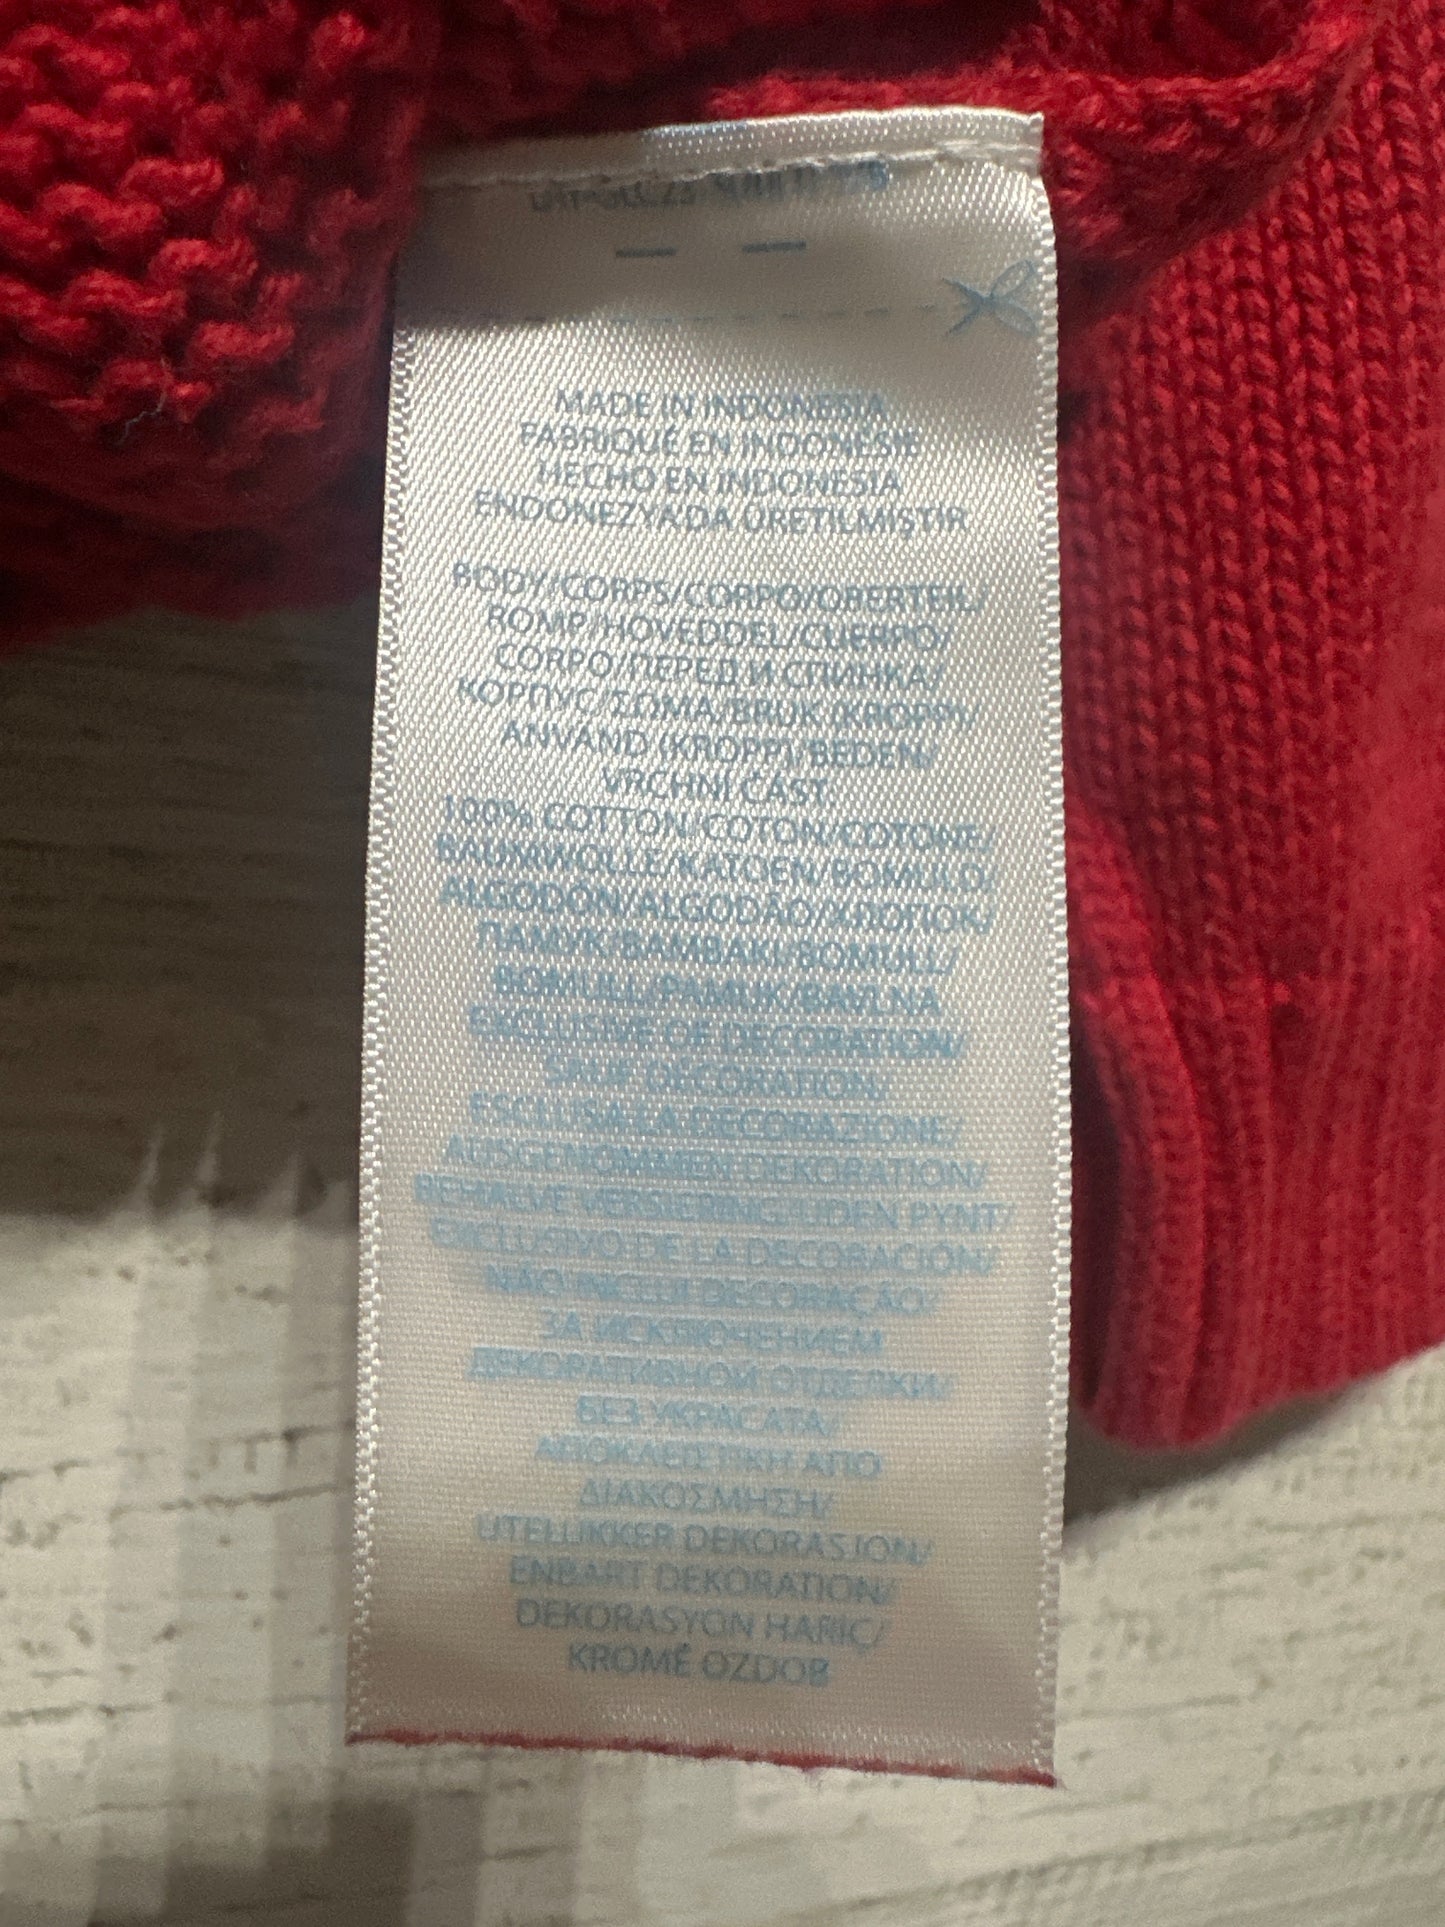 MADE IN INDONESIA
FABRIQUÉ EN INDONÉSIE
HECHO EN INDONESIA
ENDONEZYA'DA ÜRETILMIŞTIR
BODY/CORPS/CORPO/OBERTEIL/
ROMP/HOVEDDEL/CUERPO/
CORPO/ПЕРЕД И СПИНКА/
КОРПУС/ΣΩΜΑ/BRUK (KROPP)/
ANVAND (KROPP)/BEDEN/
VRCHNÍ ČÁST.
100% COTTON/COTON/COTONE/
BAUMWOLLE/KATOEN/BOMULD/
ALGODÓN/ALGODÃO/ХЛОПОК/
ПАМУК/ΒΑΜΒΑΚΙ/BOMULL/
BOMULL/PAMUK/BAVLNA
EXCLUSIVE OF DECORATION/
SAUF DÉCORATION/
ESCLUSA LA DECORAZIONE
AUSGENOMMEN DEKORATION/
BEHALVE VERSIERING/UDEN PYNT/
EXCLUSIVO DE LA DECORACIÓN/
NÃO INCLUI DECORAÇÃO/
ЗА ИСКЛЮЧЕНИЕМ
ДЕКОРАТИВНОЙ ОТДЕЛКИ/
БЕЗ УКРАСАТА/
ΑΠΟΚΛΕΙΣΤΙΚΗ ΑΠΟ
ΔΙΑΚΟΣΜΗΣΗ/
UTELUKKER DEKORASJON/
ENBART DEKORATION/
DEKORASYON HARIÇ/
KROMĚ OZDOB